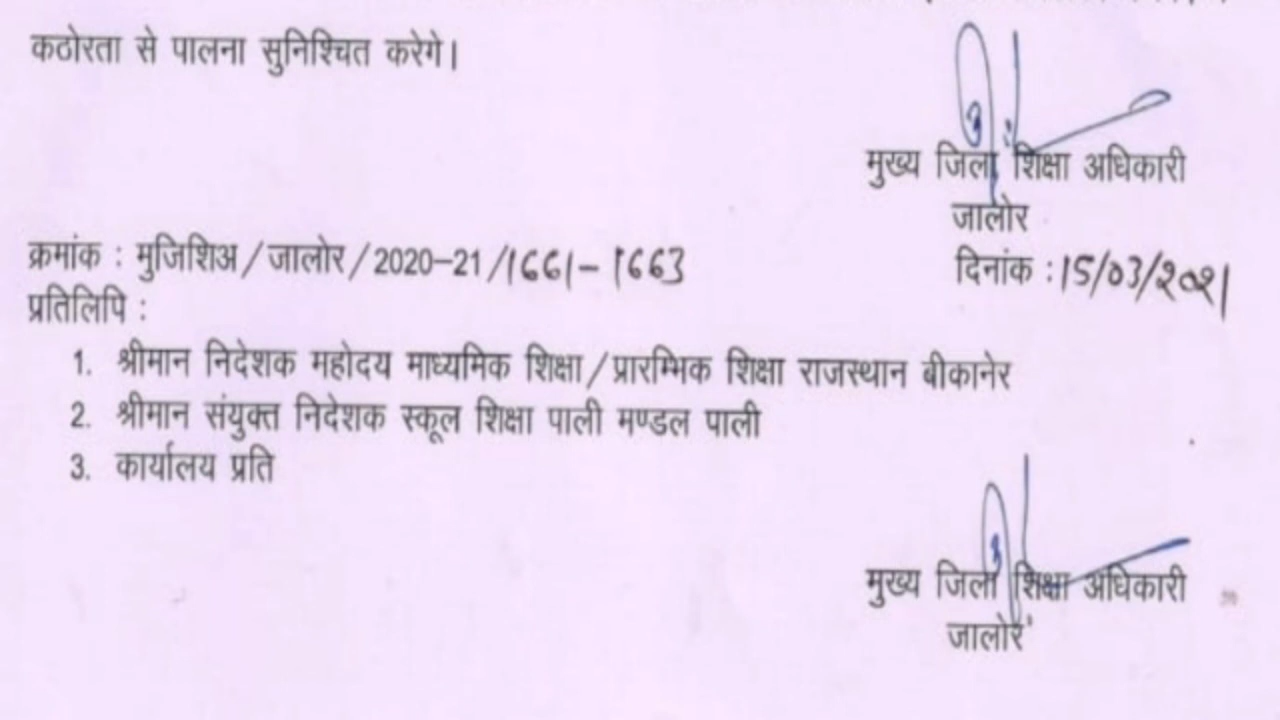 कठोरता से पालना सुनिश्चित करेगे।
मुख्य जिला शिक्षा अधिकारी
जालोर
क्रमांक : मुजिशिअ/जालोर/2020-21/1661-1663
दिनांक : 15/03/2021
प्रतिलिपि :
1. श्रीमान निदेशक महोदय माध्यमिक शिक्षा/प्रारम्भिक शिक्षा राजस्थान बीकानेर
2. श्रीमान संयुक्त निदेशक स्कूल शिक्षा पाली मण्डल पाली
3. कार्यालय प्रति
मुख्य जिला शिक्षा अधिकारी
जालोर